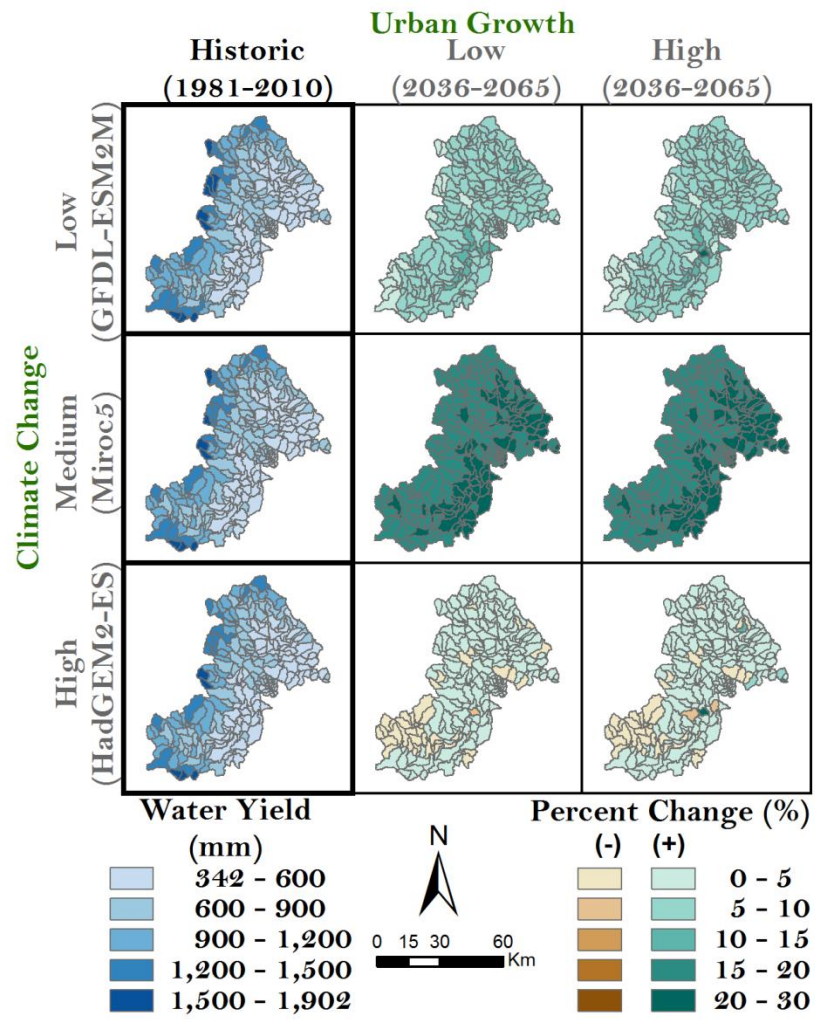 Urban Growth
Historic Low High
(1981-2010) (2036-2065) (2036-2065)
Climate Change
Low
(GFDL-ESM2M)
Medium
(Miroc5)
High
(HadGEM2-ES)
Water Yield
(mm)
342 - 600
600 - 900
900 - 1,200
1,200 - 1,500
1,500 - 1,902
N
0 15 30 60
Km
Percent Change (%)
(-) (+)
0 - 5
5 - 10
10 - 15
15 - 20
20 - 30